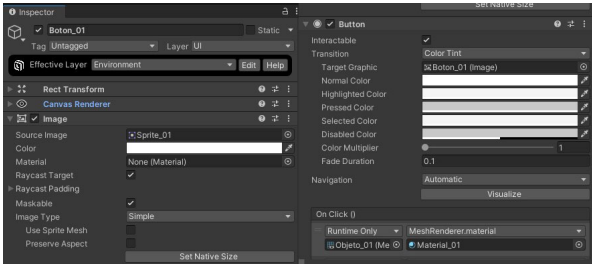 Inspector
Boton_01 Static
Tag Untagged Layer UI
Effective Layer Environment Edit Help
Rect Transform
Canvas Renderer
Image
Source Image Sprite_01
Color
Material None (Material)
Raycast Target
Raycast Padding
Maskable
Image Type Simple
Use Sprite Mesh
Preserve Aspect
Set Native Size
Set Native Size
Button
Interactable
Transition Color Tint
Target Graphic Boton_01 (Image)
Normal Color
Highlighted Color
Pressed Color
Selected Color
Disabled Color
Color Multiplier 1
Fade Duration 0.1
Navigation Automatic
Visualize
On Click ()
Runtime Only MeshRenderer.material
Objeto_01 (Me Material_01